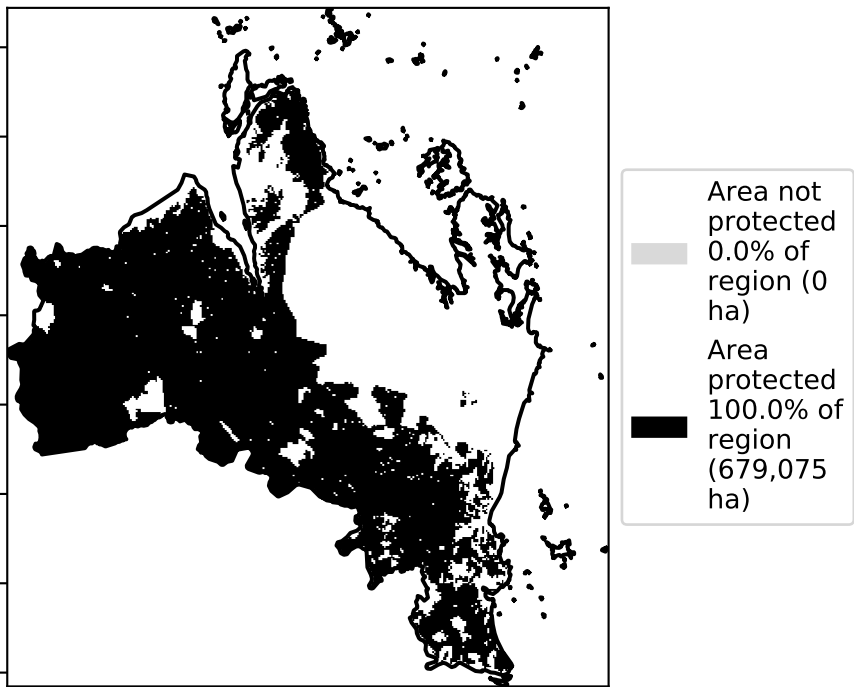 Area not
protected
0.0% of
region (0
ha)
Area
protected
100.0% of
region
(679,075
ha)